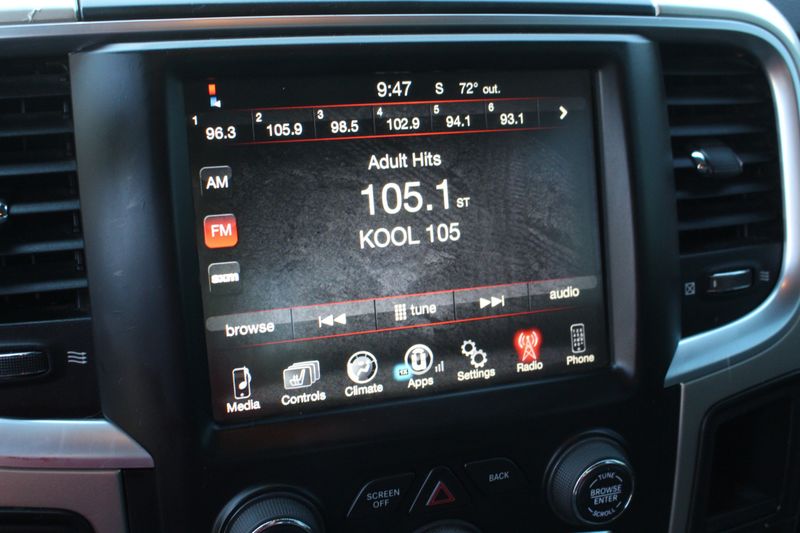 9:47 S 72° out.
1 96.3 2 105.9 3 98.5 4 102.9 5 94.1 6 93.1
Adult Hits
AM
105.1 ST
FM
KOOL 105
sxm
browse tune audio
Media Controls Climate Apps Settings Radio Phone
SCREEN OFF
BACK
TUNE
BROWSE
ENTER
SCROLL